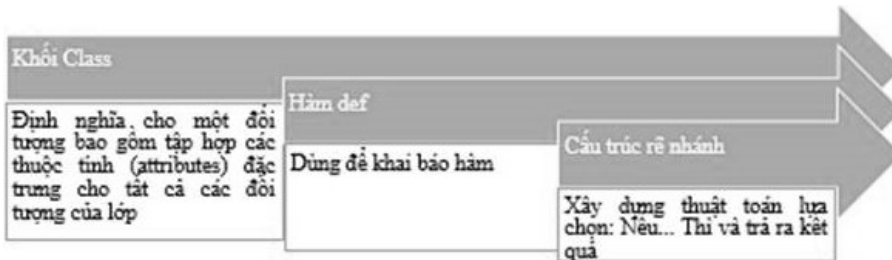 Khối Class
Định nghĩa cho một đối
tượng bao gồm tập hợp các
thuộc tính (attributes) đặc
trưng cho tất cả các đối
tượng của lớp
Hàm def
Dùng để khai báo hàm
Cấu trúc rẽ nhánh
Xây dựng thuật toán lựa
chọn: Nếu... Thì và trả ra kết
quả